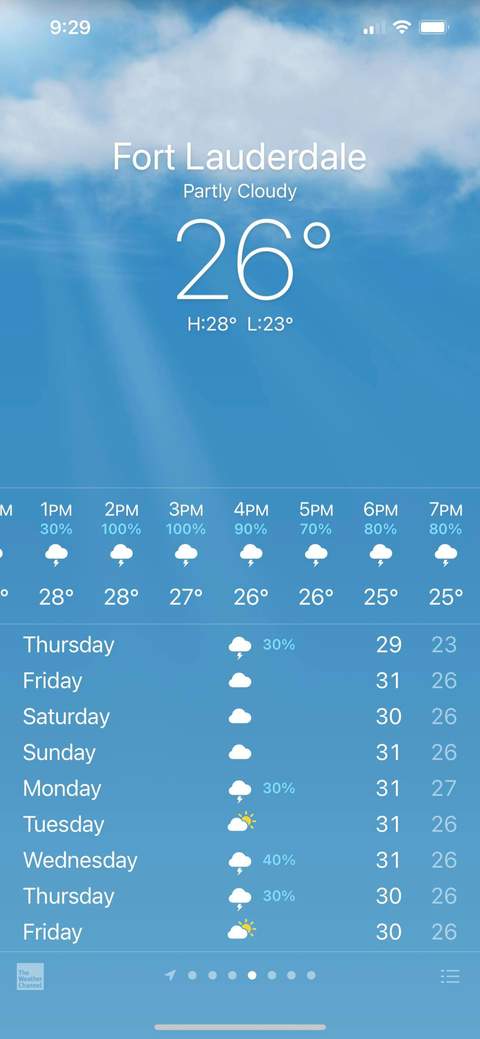 9:29
Fort Lauderdale
Partly Cloudy
26°
H:28° L:23°
M 1PM 2PM 3PM 4PM 5PM 6PM 7PM
30% 100% 100% 90% 70% 80% 80%
° 28° 28° 27° 26° 26° 25° 25°
Thursday 30% 29 23
Friday 31 26
Saturday 30 26
Sunday 31 26
Monday 30% 31 27
Tuesday 31 26
Wednesday 40% 31 26
Thursday 30% 30 26
Friday 30 26
The
Weather
Channel